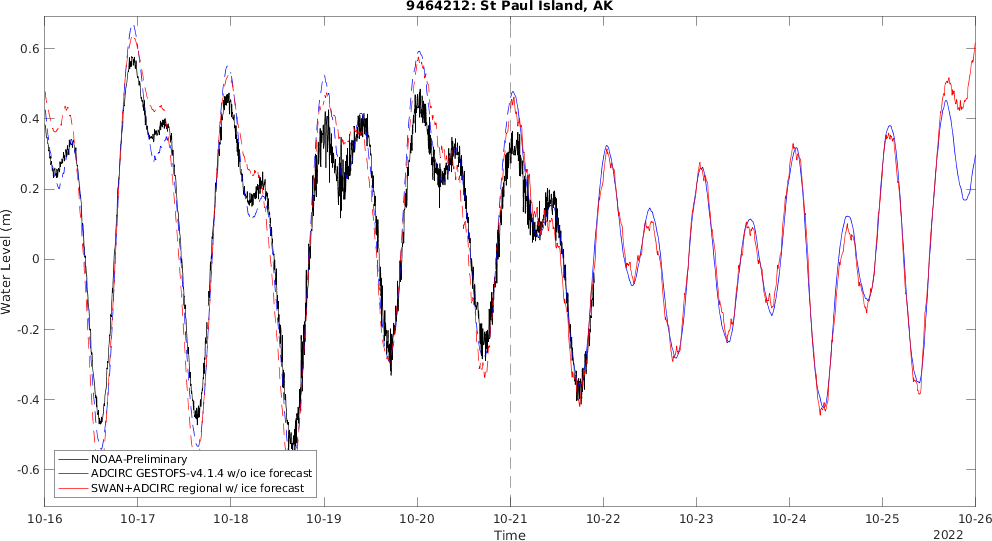 9464212: St Paul Island, AK
Water Level (m)
0.6
0.4
0.2
0
-0.2
-0.4
-0.6
NOAA-Preliminary
ADCIRC GESTOFS-v4.1.4 w/o ice forecast
SWAN+ADCIRC regional w/ ice forecast
10-16 10-17 10-18 10-19 10-20 10-21 10-22 10-23 10-24 10-25 10-26
Time
2022